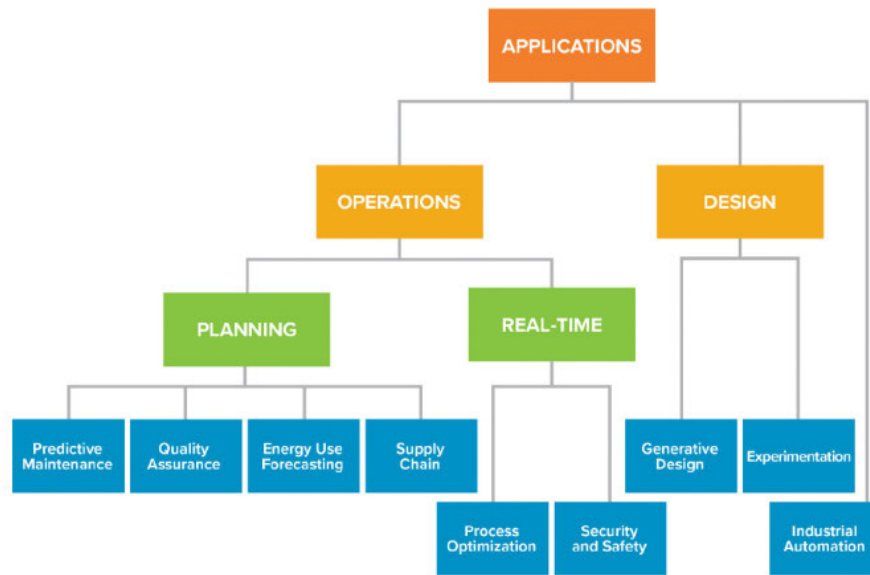 APPLICATIONS
OPERATIONS
DESIGN
PLANNING
REAL-TIME
Predictive
Maintenance
Quality
Assurance
Energy Use
Forecasting
Supply
Chain
Generative
Design
Experimentation
Process
Optimization
Security
and Safety
Industrial
Automation